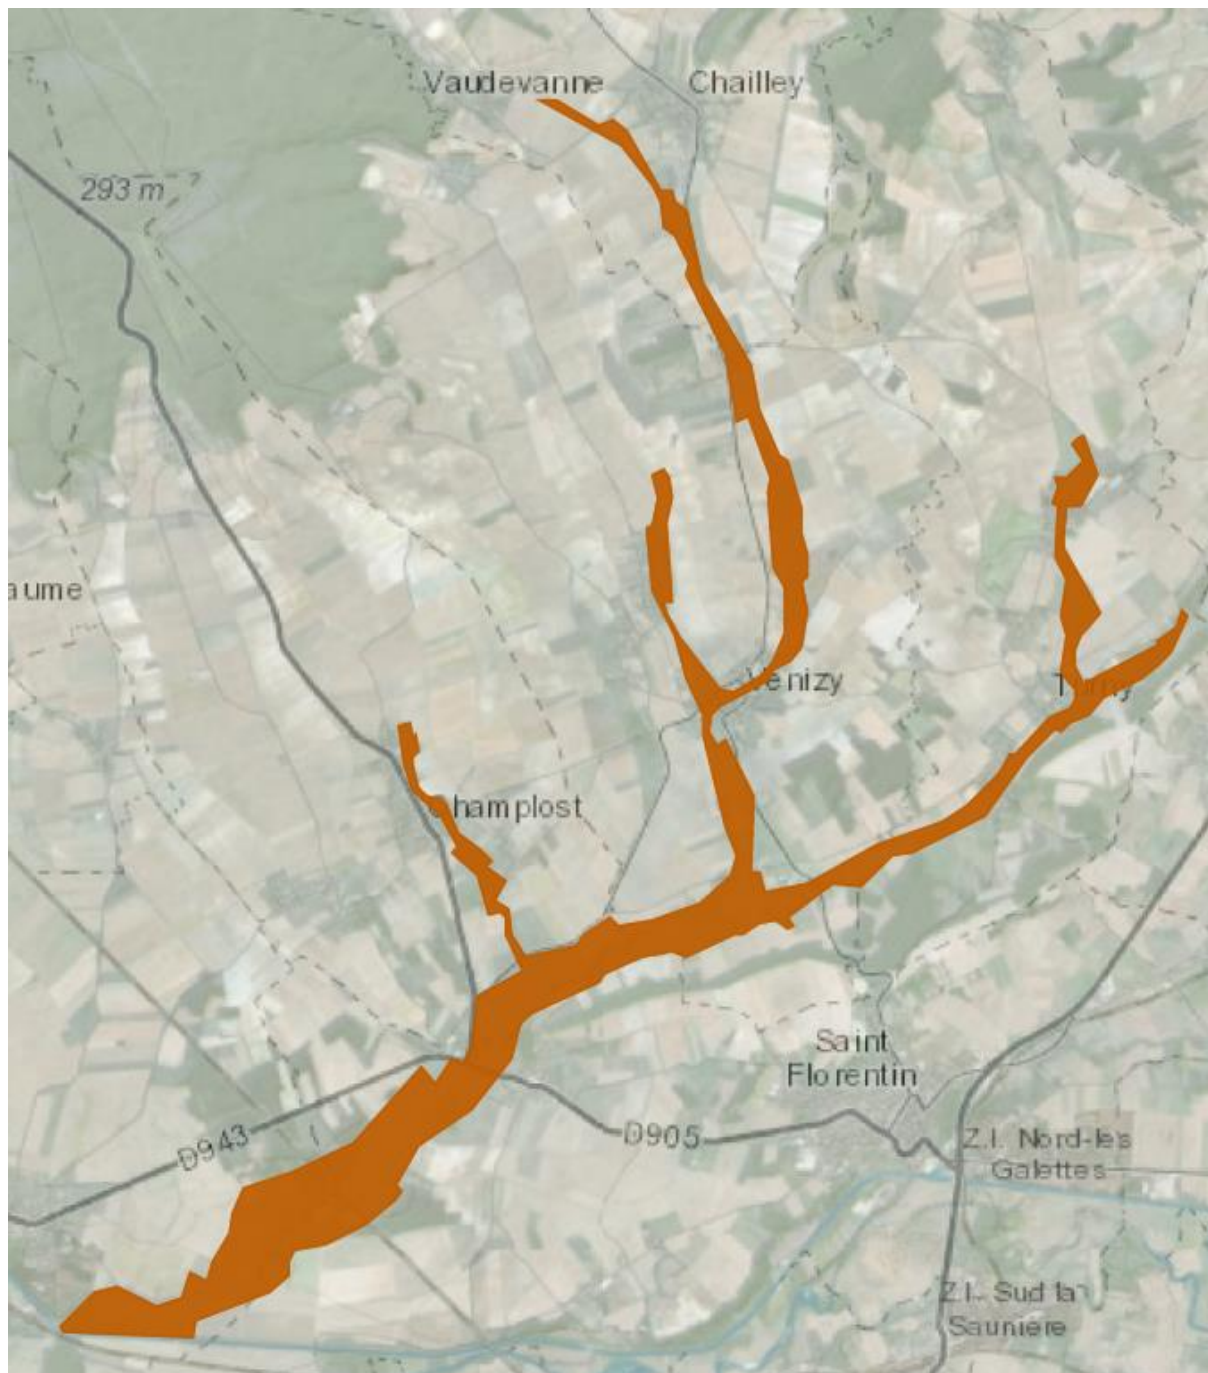 Vaudevanne
Chailley
293 m
aume
Venizy
Champlost
Saint
Florentin
D943
D905
Z.I. Nord-les
Galettes
Z.I. Sud la
Saunière